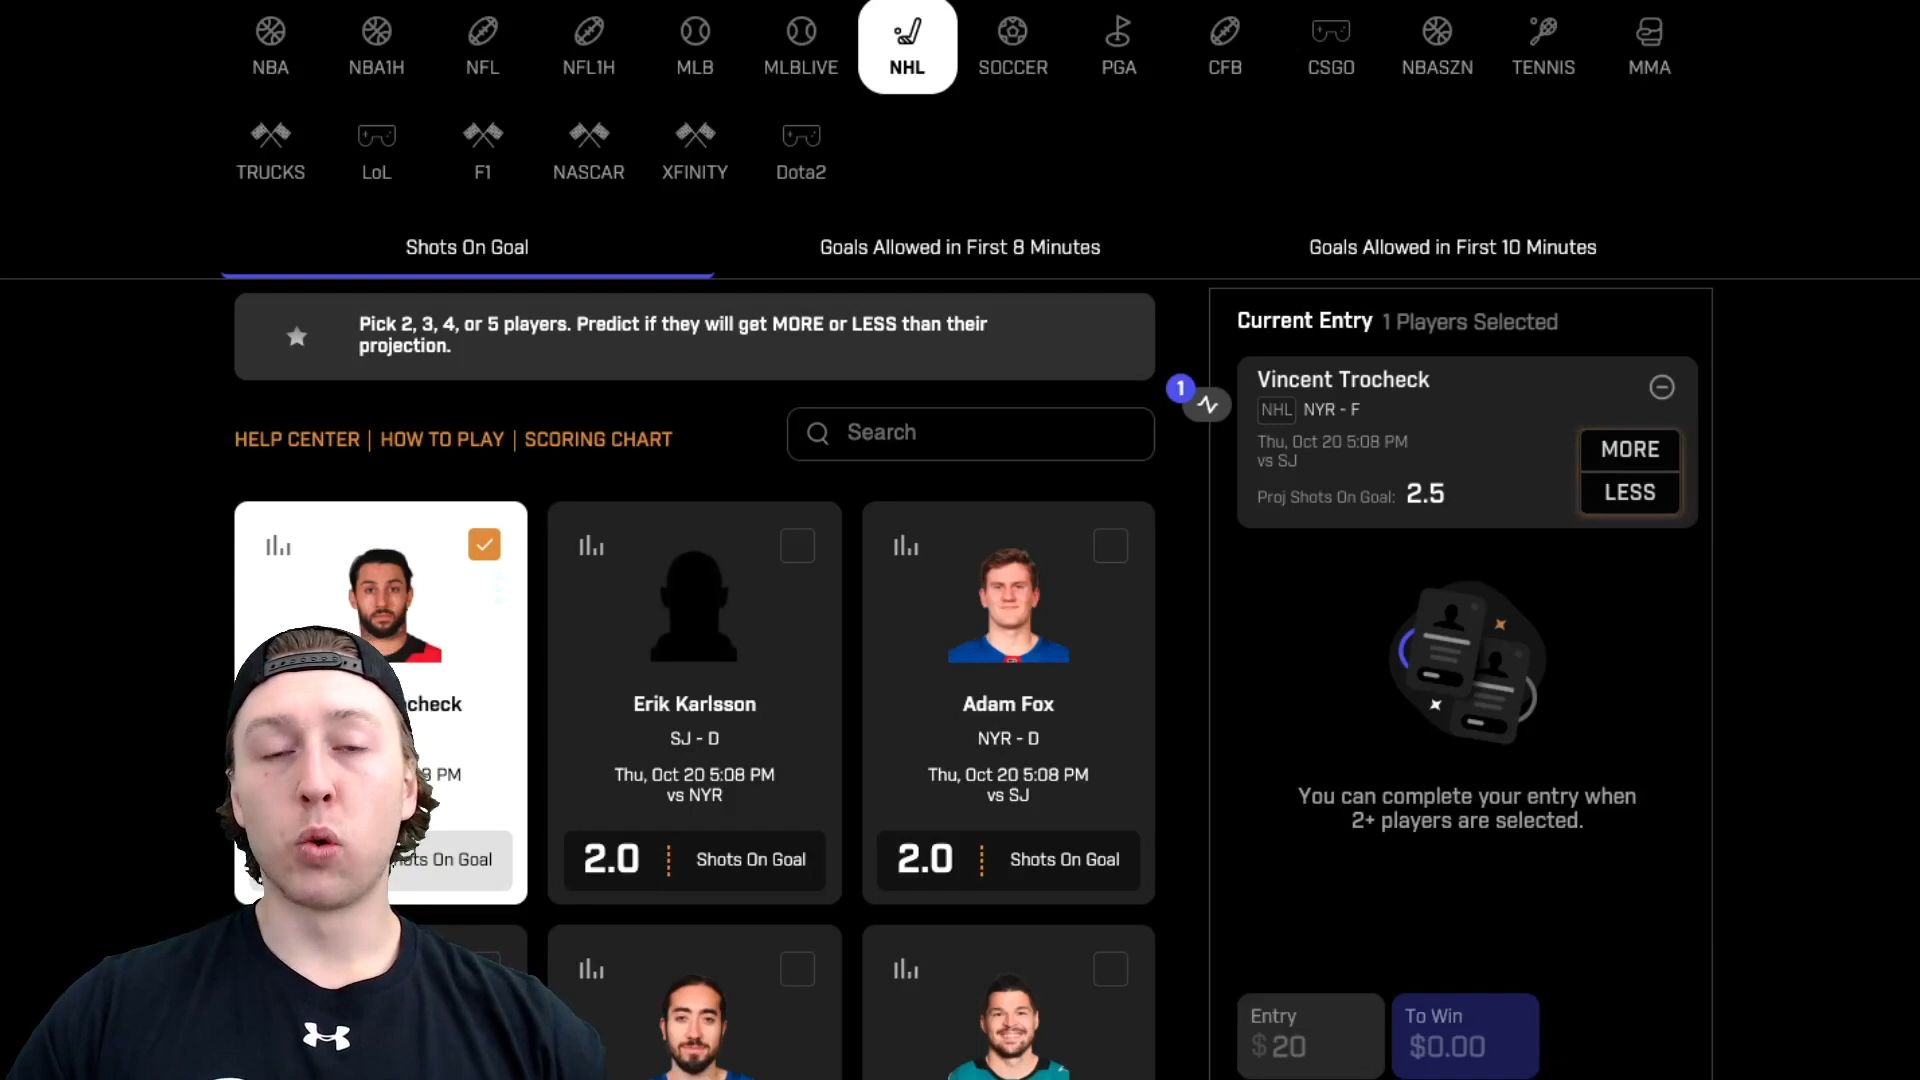 NBA
NBA1H
NFL
NFL1H
MLB
MLBLIVE
NHL
SOCCER
PGA
CFB
CSGO
NBASZN
TENNIS
MMA
TRUCKS
LoL
F1
NASCAR
XFINITY
Dota2
Shots On Goal
Goals Allowed in First 8 Minutes
Goals Allowed in First 10 Minutes
Pick 2, 3, 4, or 5 players. Predict if they will get MORE or LESS than their
projection.
HELP CENTER | HOW TO PLAY | SCORING CHART
Search
check
PM
Shots On Goal
Erik Karlsson
SJ - D
Thu, Oct 20 5:08 PM
vs NYR
2.0 Shots On Goal
Adam Fox
NYR - D
Thu, Oct 20 5:08 PM
vs SJ
2.0 Shots On Goal
Current Entry 1 Players Selected
1
Vincent Trocheck
NHL NYR - F
Thu, Oct 20 5:08 PM
vs SJ
Proj Shots On Goal: 2.5
MORE
LESS
You can complete your entry when
2+ players are selected.
Entry
$ 20
To Win
$0.00